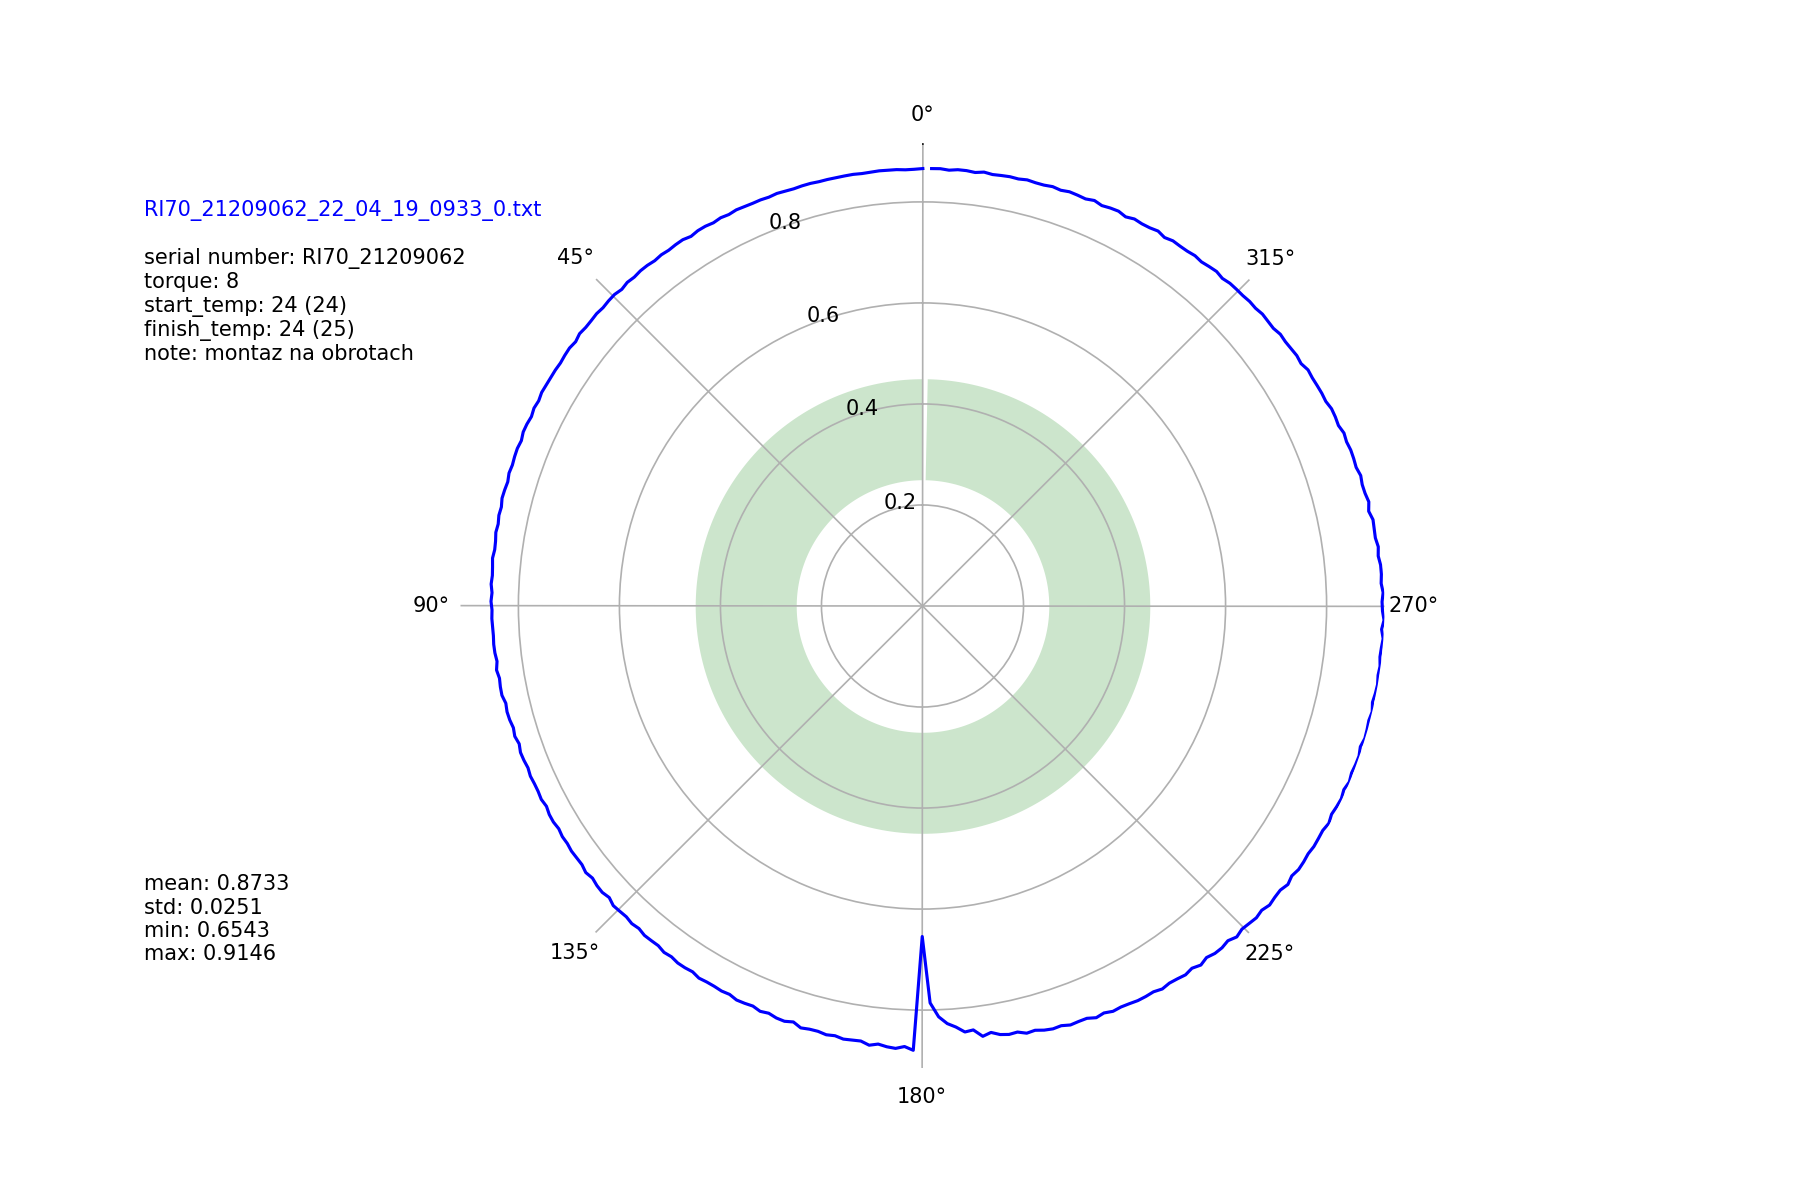 RI70_21209062_22_04_19_0933_0.txt
serial number: RI70_21209062
torque: 8
start_temp: 24 (24)
finish_temp: 24 (25)
note: montaz na obrotach
0°
45°
315°
0.8
0.6
0.4
0.2
90°
270°
135°
225°
180°
mean: 0.8733
std: 0.0251
min: 0.6543
max: 0.9146